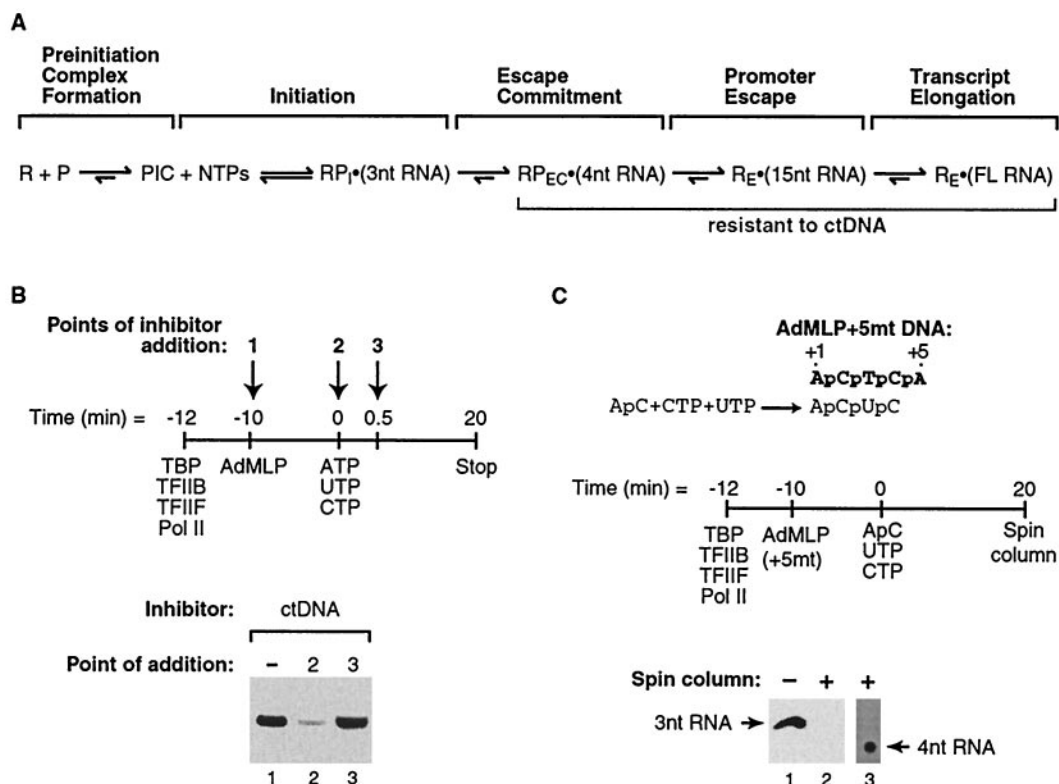 A
Preinitiation
Complex
Formation
Initiation
Escape
Commitment
Promoter
Escape
Transcript
Elongation
R + P
PIC + NTPs
RPI•(3nt RNA)
RPEC•(4nt RNA)
RE•(15nt RNA)
RE•(FL RNA)
resistant to ctDNA
B
Points of inhibitor
addition: 1 2 3
Time (min) = -12 -10 0 0.5 20
TBP AdMLP ATP Stop
TFIIB UTP
TFIIF CTP
Pol II
Inhibitor: ctDNA
Point of addition: – 2 3
1 2 3
C
AdMLP+5mt DNA:
+1 +5
ApCpTpCpA
ApC+CTP+UTP ApCpUpC
Time (min) = -12 -10 0 20
TBP AdMLP ApC Spin
TFIIB (+5mt) UTP column
TFIIF CTP
Pol II
Spin column: – + +
3nt RNA
4nt RNA
1 2 3